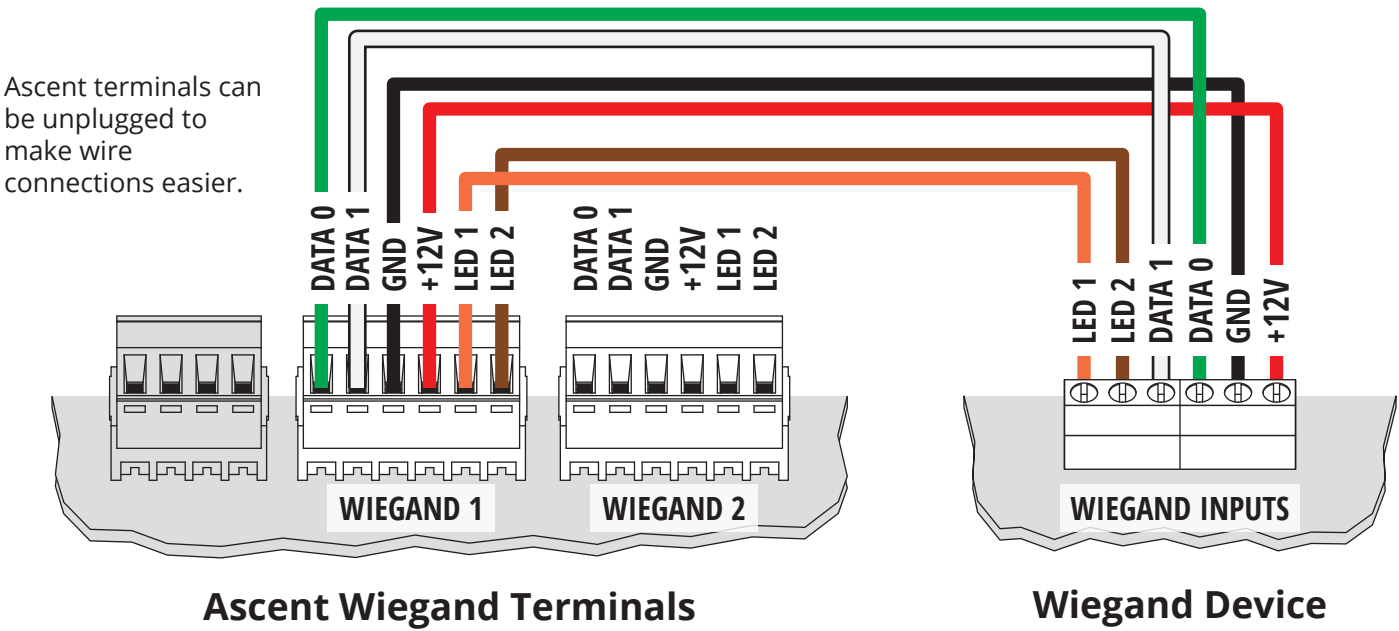 Ascent terminals can
be unplugged to
make wire
connections easier.
DATA 0
DATA 1
GND
+12V
LED 1
LED 2
DATA 0
DATA 1
GND
+12V
LED 1
LED 2
LED 1
LED 2
DATA 1
DATA 0
GND
+12V
WIEGAND 1
WIEGAND 2
WIEGAND INPUTS
Ascent Wiegand Terminals
Wiegand Device